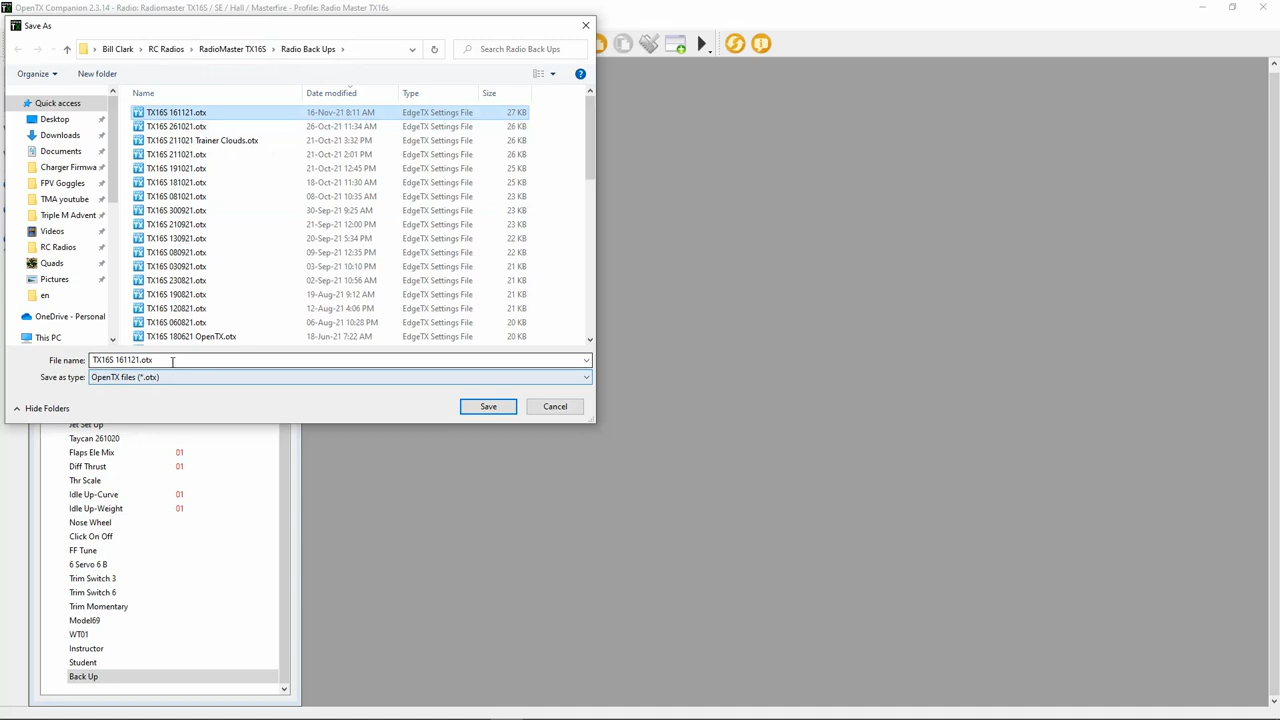 OpenTX Companion 2.3.14 - Radio: Radiomaster TX16S / SE / Hall / Masterfire - Profile: Radio Master TX16s
Save As
Bill Clark > RC Radios > RadioMaster TX16S > Radio Back Ups >
Search Radio Back Ups
Organize
New folder
Name Date modified Type Size
Quick access
Desktop
Downloads
Documents
Charger Firmwa
FPV Goggles
TMA youtube
Triple M Advent
Videos
RC Radios
Quads
Pictures
en
OneDrive - Personal
This PC
TX16S 161121.otx 16-Nov-21 8:11 AM EdgeTX Settings File 27 KB
TX16S 261021.otx 26-Oct-21 11:34 AM EdgeTX Settings File 26 KB
TX16S 211021 Trainer Clouds.otx 21-Oct-21 3:32 PM EdgeTX Settings File 26 KB
TX16S 211021.otx 21-Oct-21 2:01 PM EdgeTX Settings File 26 KB
TX16S 191021.otx 21-Oct-21 12:45 PM EdgeTX Settings File 25 KB
TX16S 181021.otx 18-Oct-21 11:30 AM EdgeTX Settings File 25 KB
TX16S 081021.otx 08-Oct-21 10:35 AM EdgeTX Settings File 23 KB
TX16S 300921.otx 30-Sep-21 9:25 AM EdgeTX Settings File 23 KB
TX16S 210921.otx 21-Sep-21 12:00 PM EdgeTX Settings File 23 KB
TX16S 130921.otx 20-Sep-21 5:34 PM EdgeTX Settings File 22 KB
TX16S 080921.otx 09-Sep-21 12:35 PM EdgeTX Settings File 22 KB
TX16S 030921.otx 03-Sep-21 10:10 PM EdgeTX Settings File 21 KB
TX16S 230821.otx 02-Sep-21 10:56 AM EdgeTX Settings File 21 KB
TX16S 190821.otx 19-Aug-21 9:12 AM EdgeTX Settings File 21 KB
TX16S 120821.otx 12-Aug-21 4:06 PM EdgeTX Settings File 21 KB
TX16S 060821.otx 06-Aug-21 10:28 PM EdgeTX Settings File 20 KB
TX16S 180621 OpenTX.otx 18-Jun-21 7:22 AM EdgeTX Settings File 20 KB
File name: TX16S 161121.otx
Save as type: OpenTX files (*.otx)
Hide Folders
Save
Cancel
Jet Set Up
Taycan 261020
Flaps Ele Mix 01
Diff Thrust 01
Thr Scale
Idle Up-Curve 01
Idle Up-Weight 01
Nose Wheel
Click On Off
FF Tune
6 Servo 6 B
Trim Switch 3
Trim Switch 6
Trim Momentary
Model69
WT01
Instructor
Student
Back Up